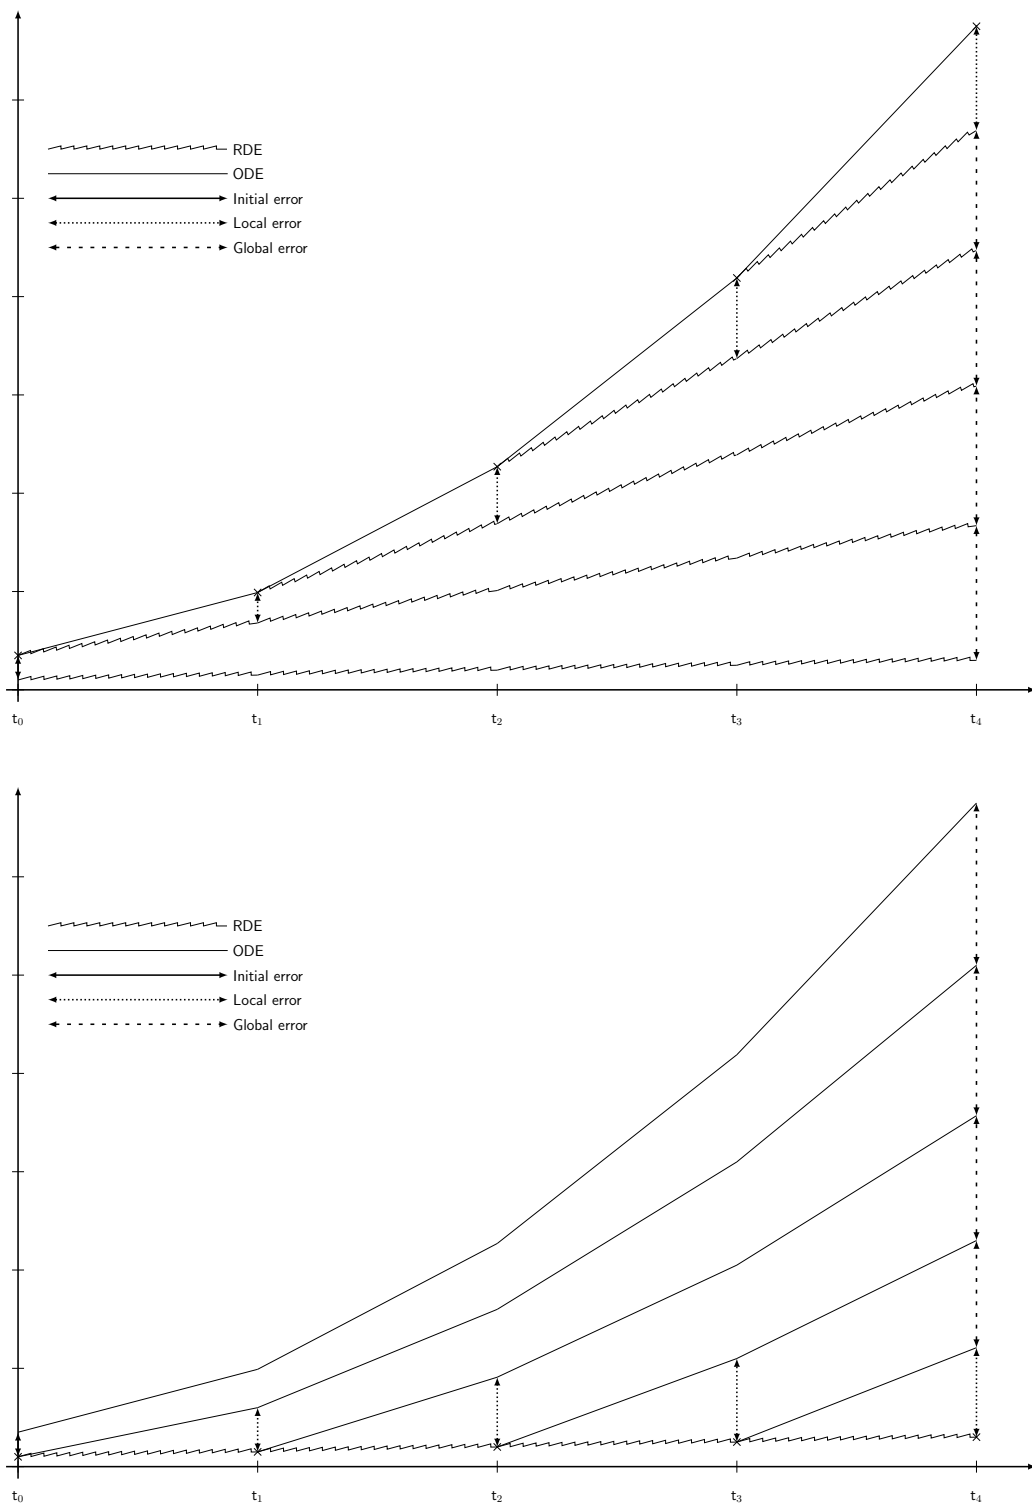 RDE
ODE
Initial error
Local error
Global error
t₀ t₁ t₂ t₃ t₄
RDE
ODE
Initial error
Local error
Global error
t₀ t₁ t₂ t₃ t₄